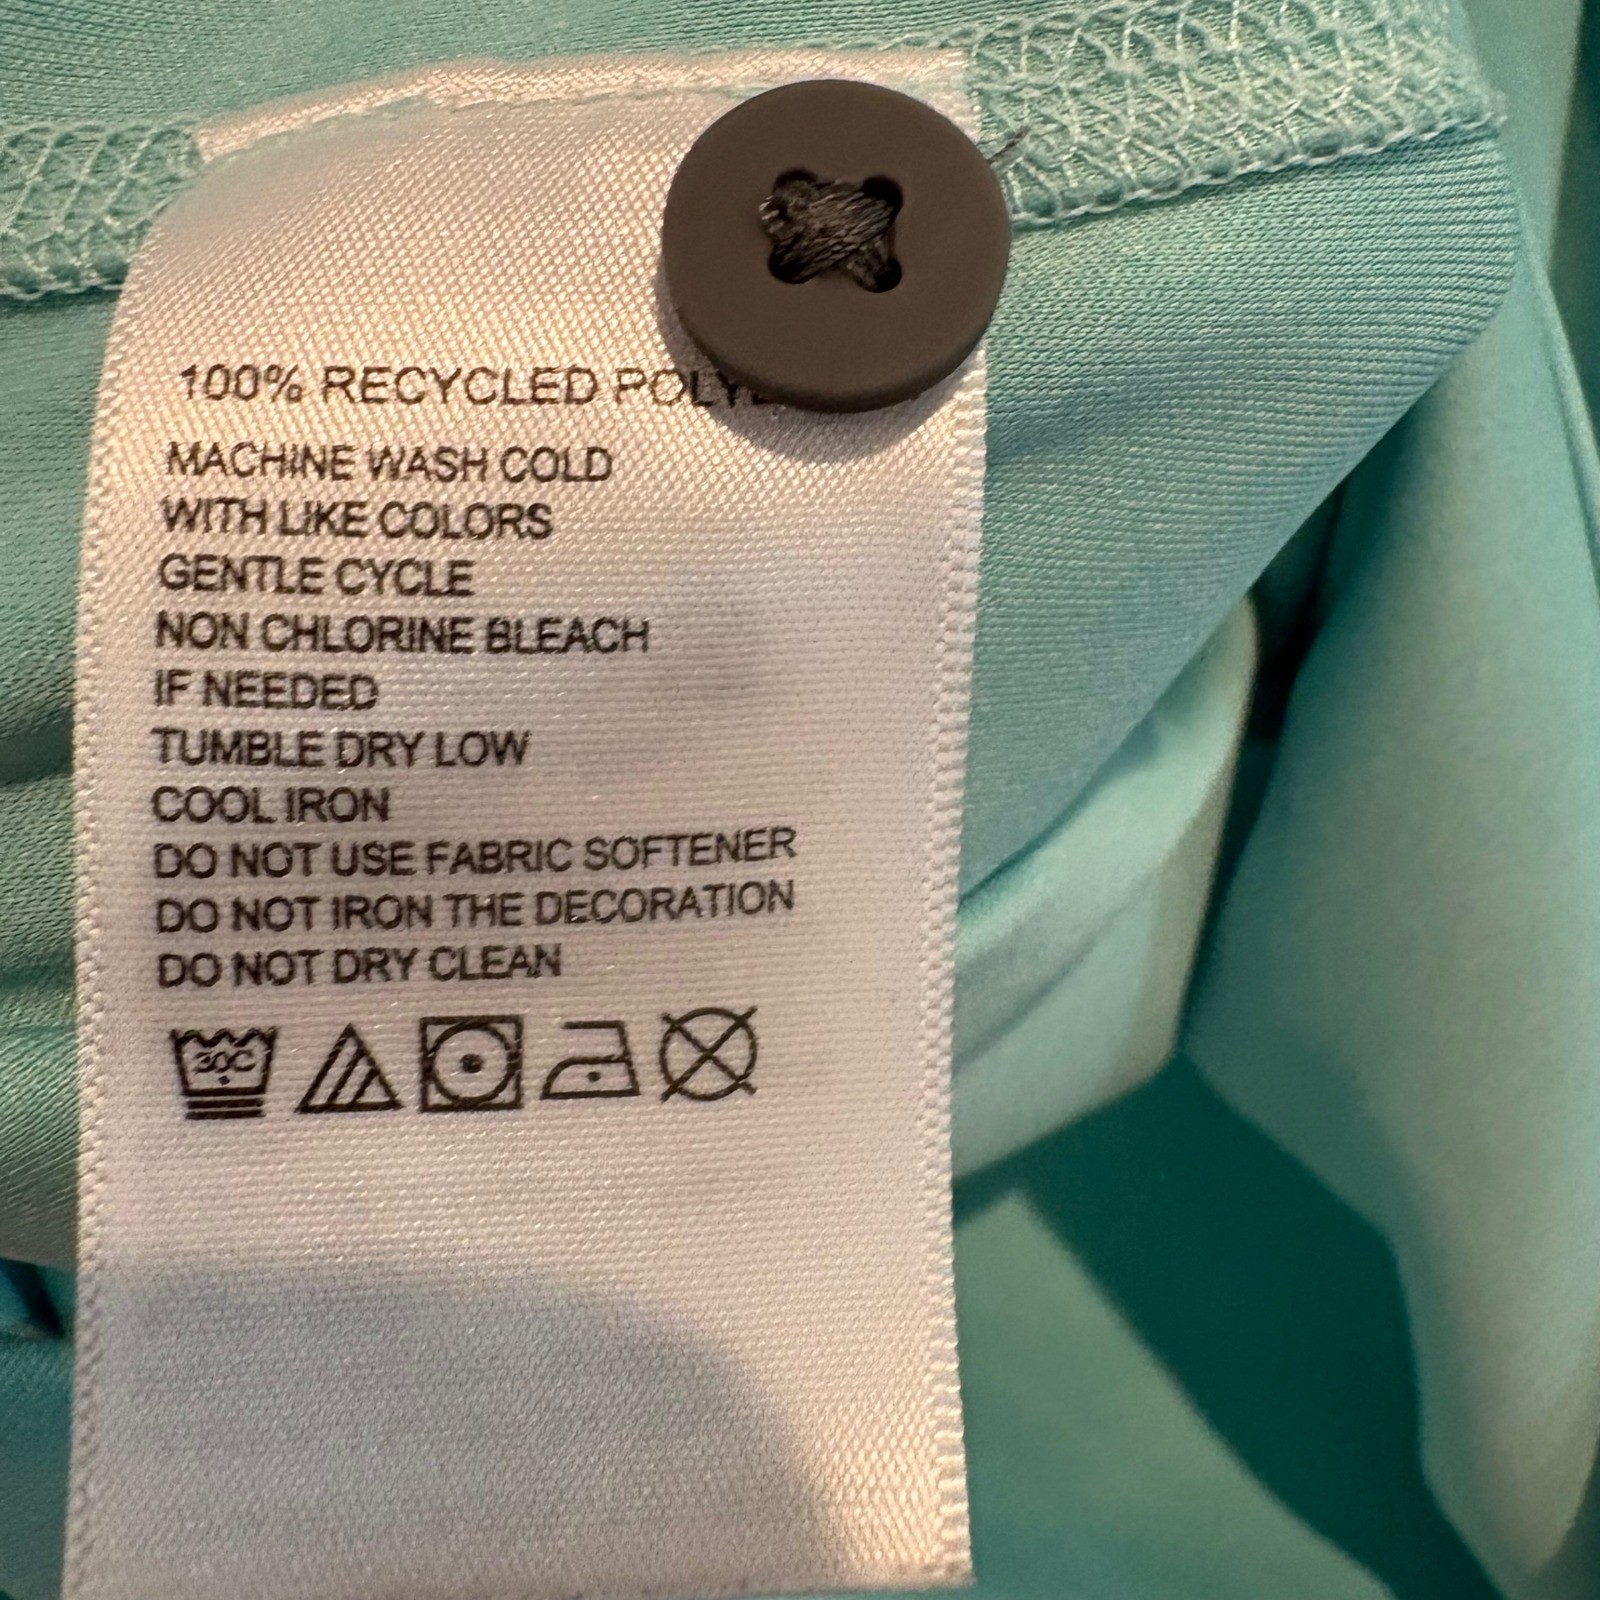 100% RECYCLED
MACHINE WASH COLD
WITH LIKE COLORS
GENTLE CYCLE
NON CHLORINE BLEACH
IF NEEDED
TUMBLE DRY LOW
COOL IRON
DO NOT USE FABRIC SOFTENER
DO NOT IRON THE DECORATION
DO NOT DRY CLEAN
30C